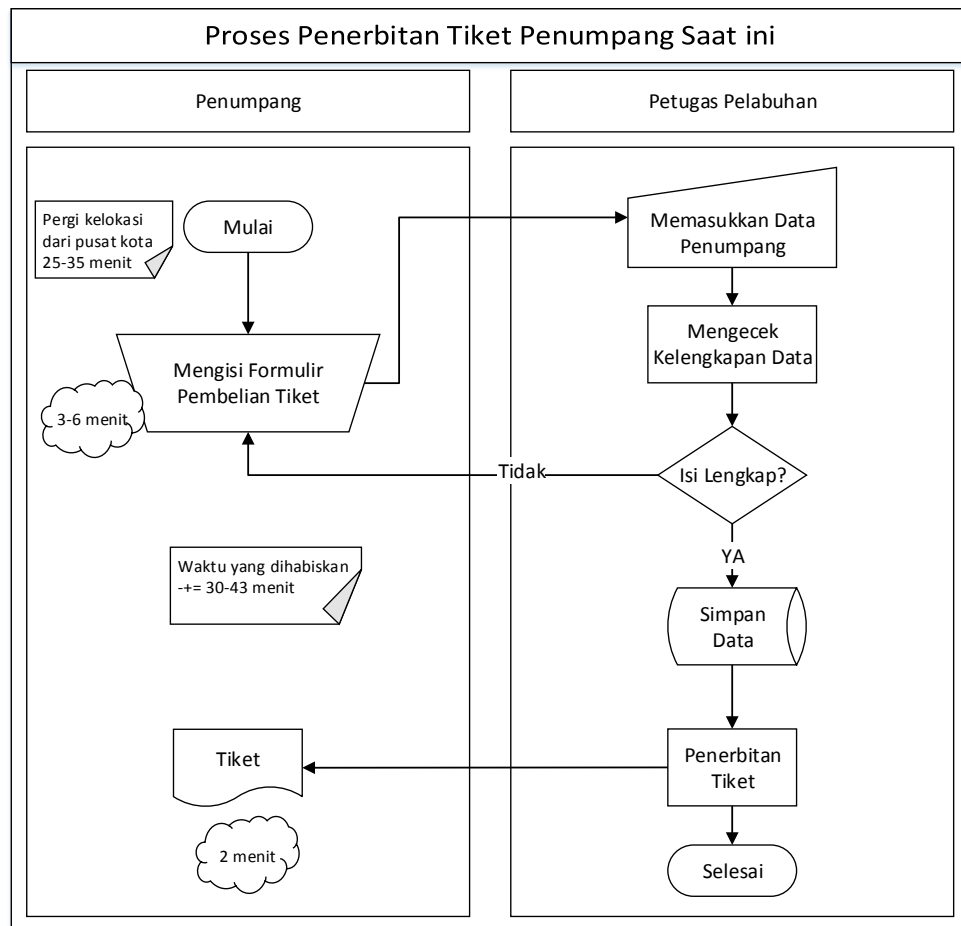 Proses Penerbitan Tiket Penumpang Saat ini
Penumpang
Petugas Pelabuhan
Pergi kelokasi
dari pusat kota
25-35 menit
Mulai
Memasukkan Data
Penumpang
Mengisi Formulir
Pembelian Tiket
3-6 menit
Mengecek
Kelengkapan Data
Tidak
Isi Lengkap?
YA
Waktu yang dihabiskan
-+= 30-43 menit
Simpan
Data
Tiket
Penerbitan
Tiket
2 menit
Selesai